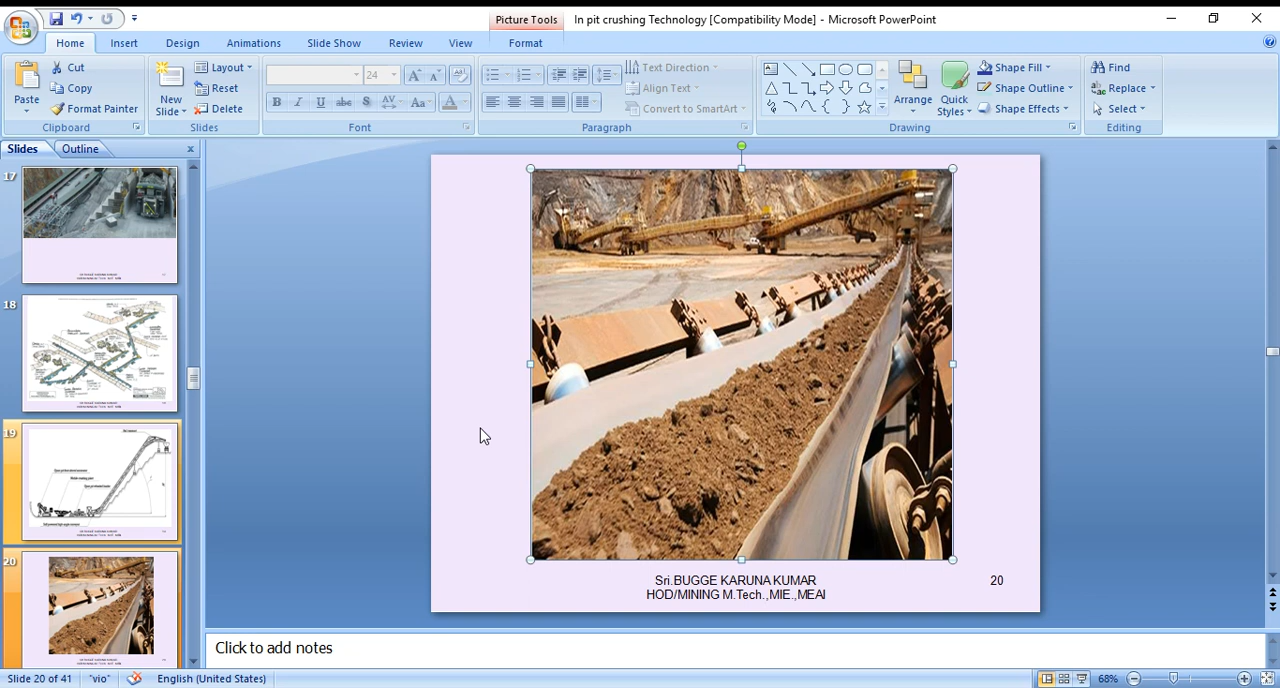 Picture Tools
In pit crushing Technology [Compatibility Mode] - Microsoft PowerPoint
Home
Insert
Design
Animations
Slide Show
Review
View
Format
Paste
Cut
Copy
Format Painter
Clipboard
New
Slide
Layout
Reset
Delete
Slides
24
B I U abc S AV Aa A
Font
Text Direction
Align Text
Convert to SmartArt
Paragraph
Arrange
Quick
Styles
Shape Fill
Shape Outline
Shape Effects
Drawing
Find
Replace
Select
Editing
Slides
Outline
17
18
19
20
Sri.BUGGE KARUNA KUMAR
HOD/MINING M.Tech.,MIE.,MEAI
20
Click to add notes
Slide 20 of 41
"vio"
English (United States)
68%